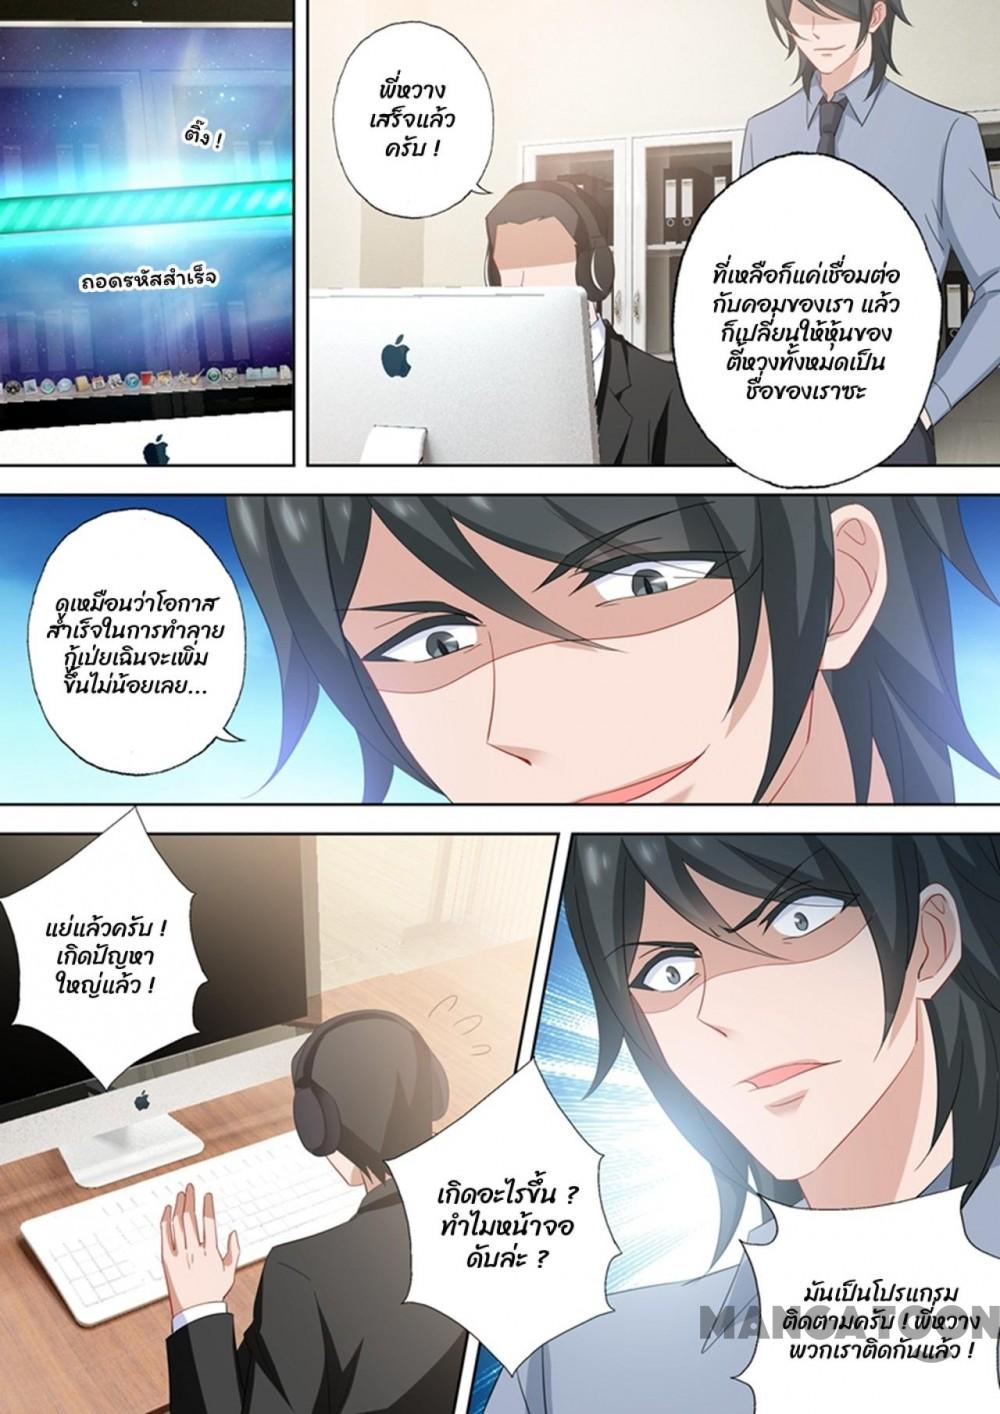 ติ๊ง !
ถอดรหัสสำเร็จ
พี่หวาง
เสร็จแล้ว
ครับ !
ที่เหลือก็แค่เชื่อมต่อ
กับคอมของเรา แล้ว
ก็เปลี่ยนให้หุ้นของ
ตี้หวงทั้งหมดเป็น
ชื่อของเราซะ
ดูเหมือนว่าโอกาส
สำเร็จในการทำลาย
กู้เป่ยเฉินจะเพิ่ม
ขึ้นไม่น้อยเลย...
แย่แล้วครับ !
เกิดปัญหา
ใหญ่แล้ว !
เกิดอะไรขึ้น ?
ทำไมหน้าจอ
ดับล่ะ ?
มันเป็นโปรแกรม
ติดตามครับ ! พี่หวาง
พวกเราติดกันแล้ว !
MANGATOON